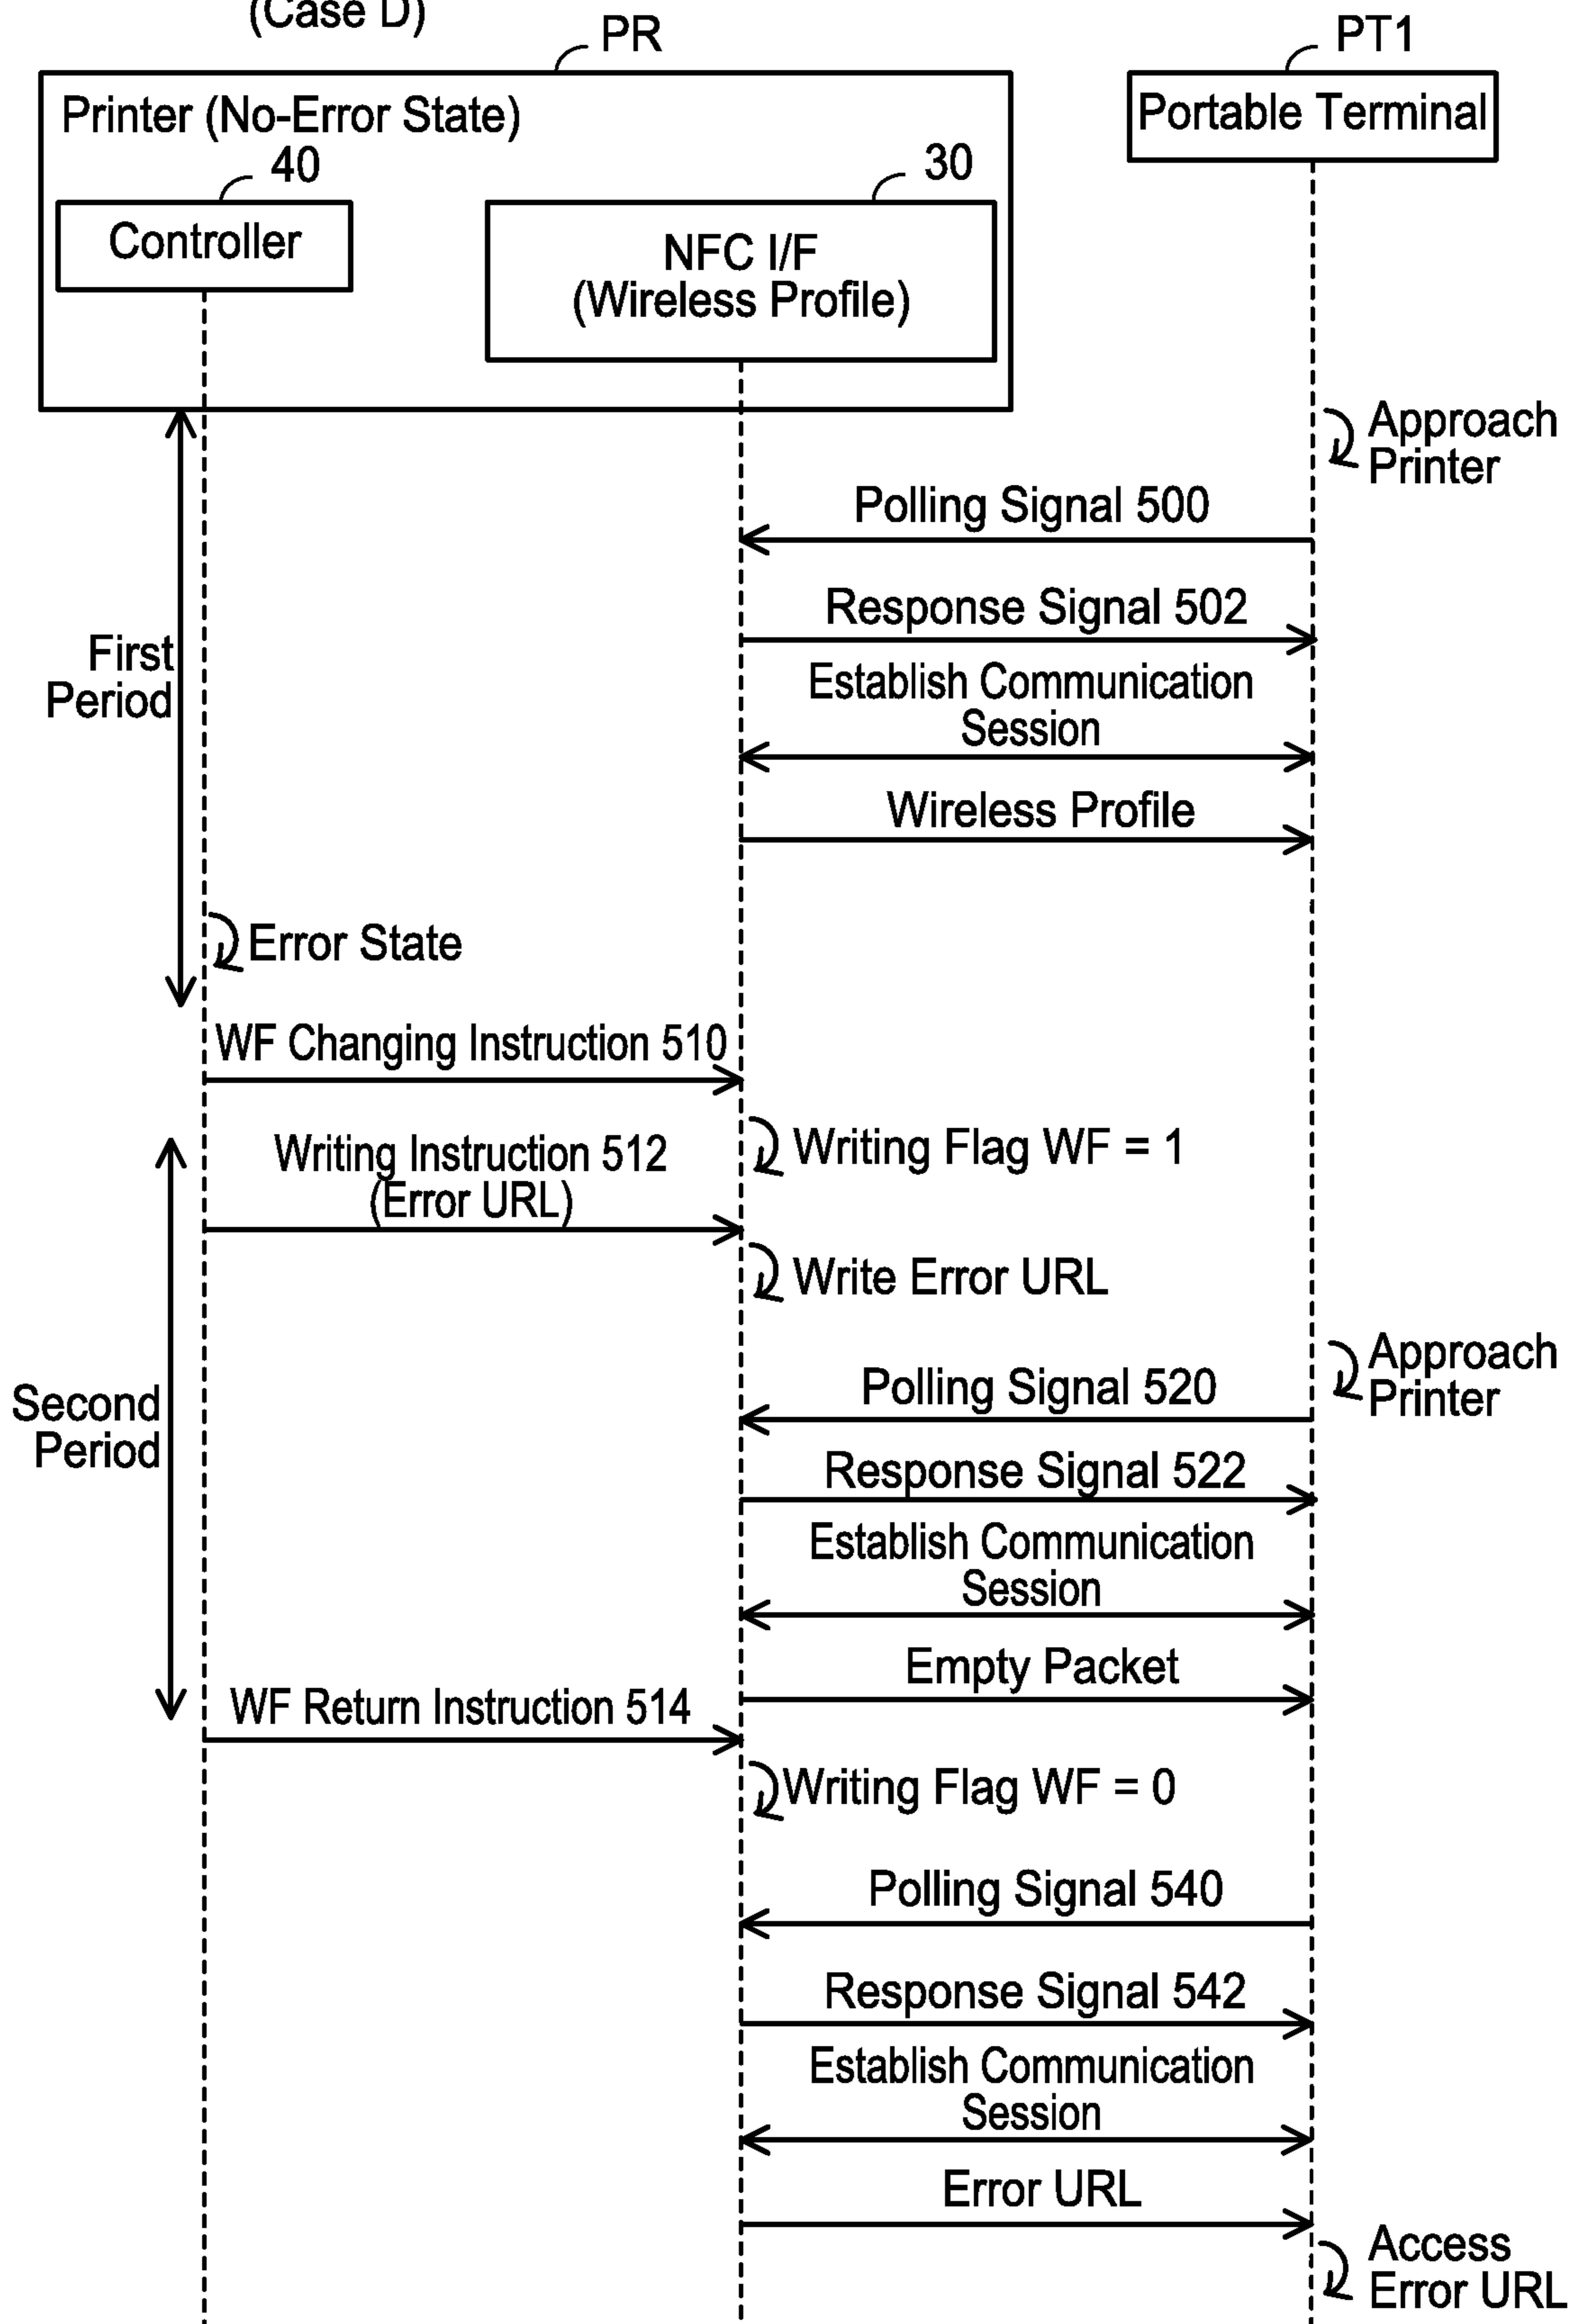 (Case D)
PR
PT1
Printer (No-Error State)
Portable Terminal
40
30
Controller
NFC I/F
(Wireless Profile)
Approach
Printer
Polling Signal 500
Response Signal 502
First
Period
Establish Communication
Session
Wireless Profile
Error State
WF Changing Instruction 510
Writing Instruction 512
(Error URL)
Writing Flag WF = 1
Write Error URL
Approach
Printer
Polling Signal 520
Second
Period
Response Signal 522
Establish Communication
Session
Empty Packet
WF Return Instruction 514
Writing Flag WF = 0
Polling Signal 540
Response Signal 542
Establish Communication
Session
Error URL
Access
Error URL